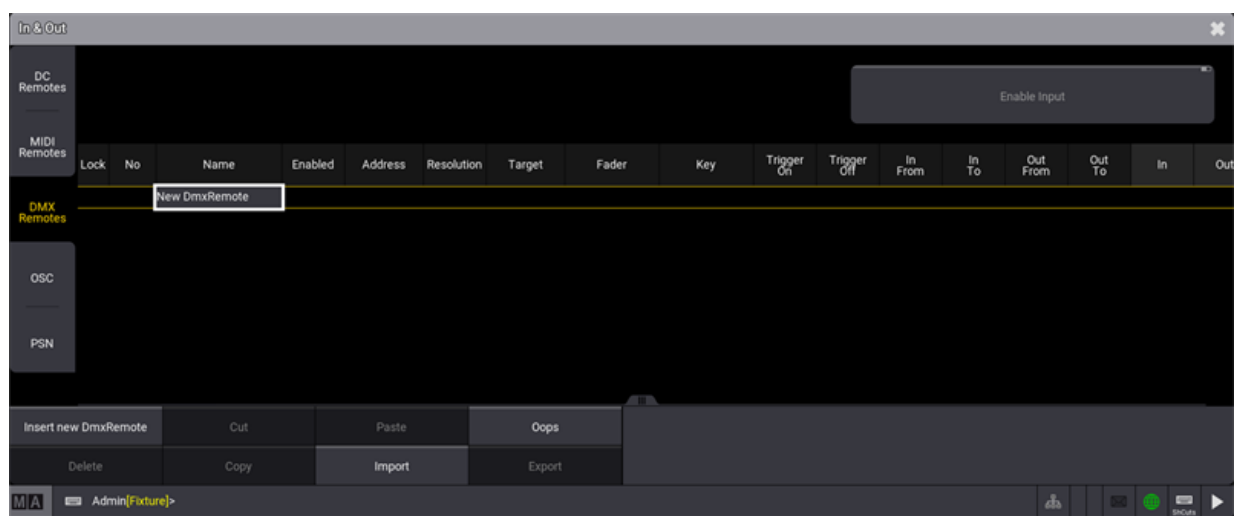 In & Out
DC
Remotes
MIDI
Remotes
DMX
Remotes
OSC
PSN
Enable Input
Lock No Name Enabled Address Resolution Target Fader Key Trigger On Trigger Off In From In To Out From Out To In Out
New DmxRemote
Insert new DmxRemote Cut Paste Oops
Delete Copy Import Export
MA Admin[Fixture]> ShCuts